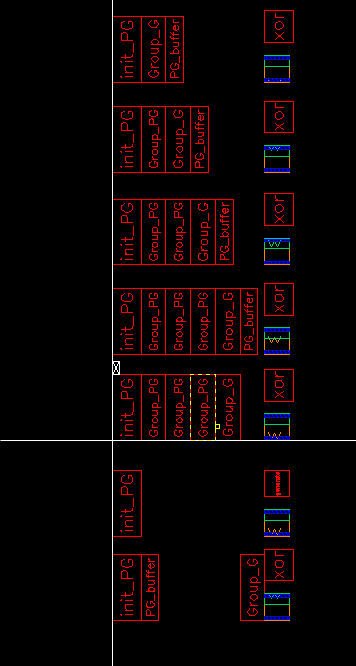 init_PG Group_G PG_buffer xor
init_PG Group_PG Group_G PG_buffer xor
init_PG Group_PG Group_PG Group_G PG_buffer xor
init_PG Group_PG Group_PG Group_PG Group_G PG_buffer xor
init_PG Group_PG Group_PG Group_PG Group_G xor
init_PG generate
init_PG PG_buffer Group_G xor